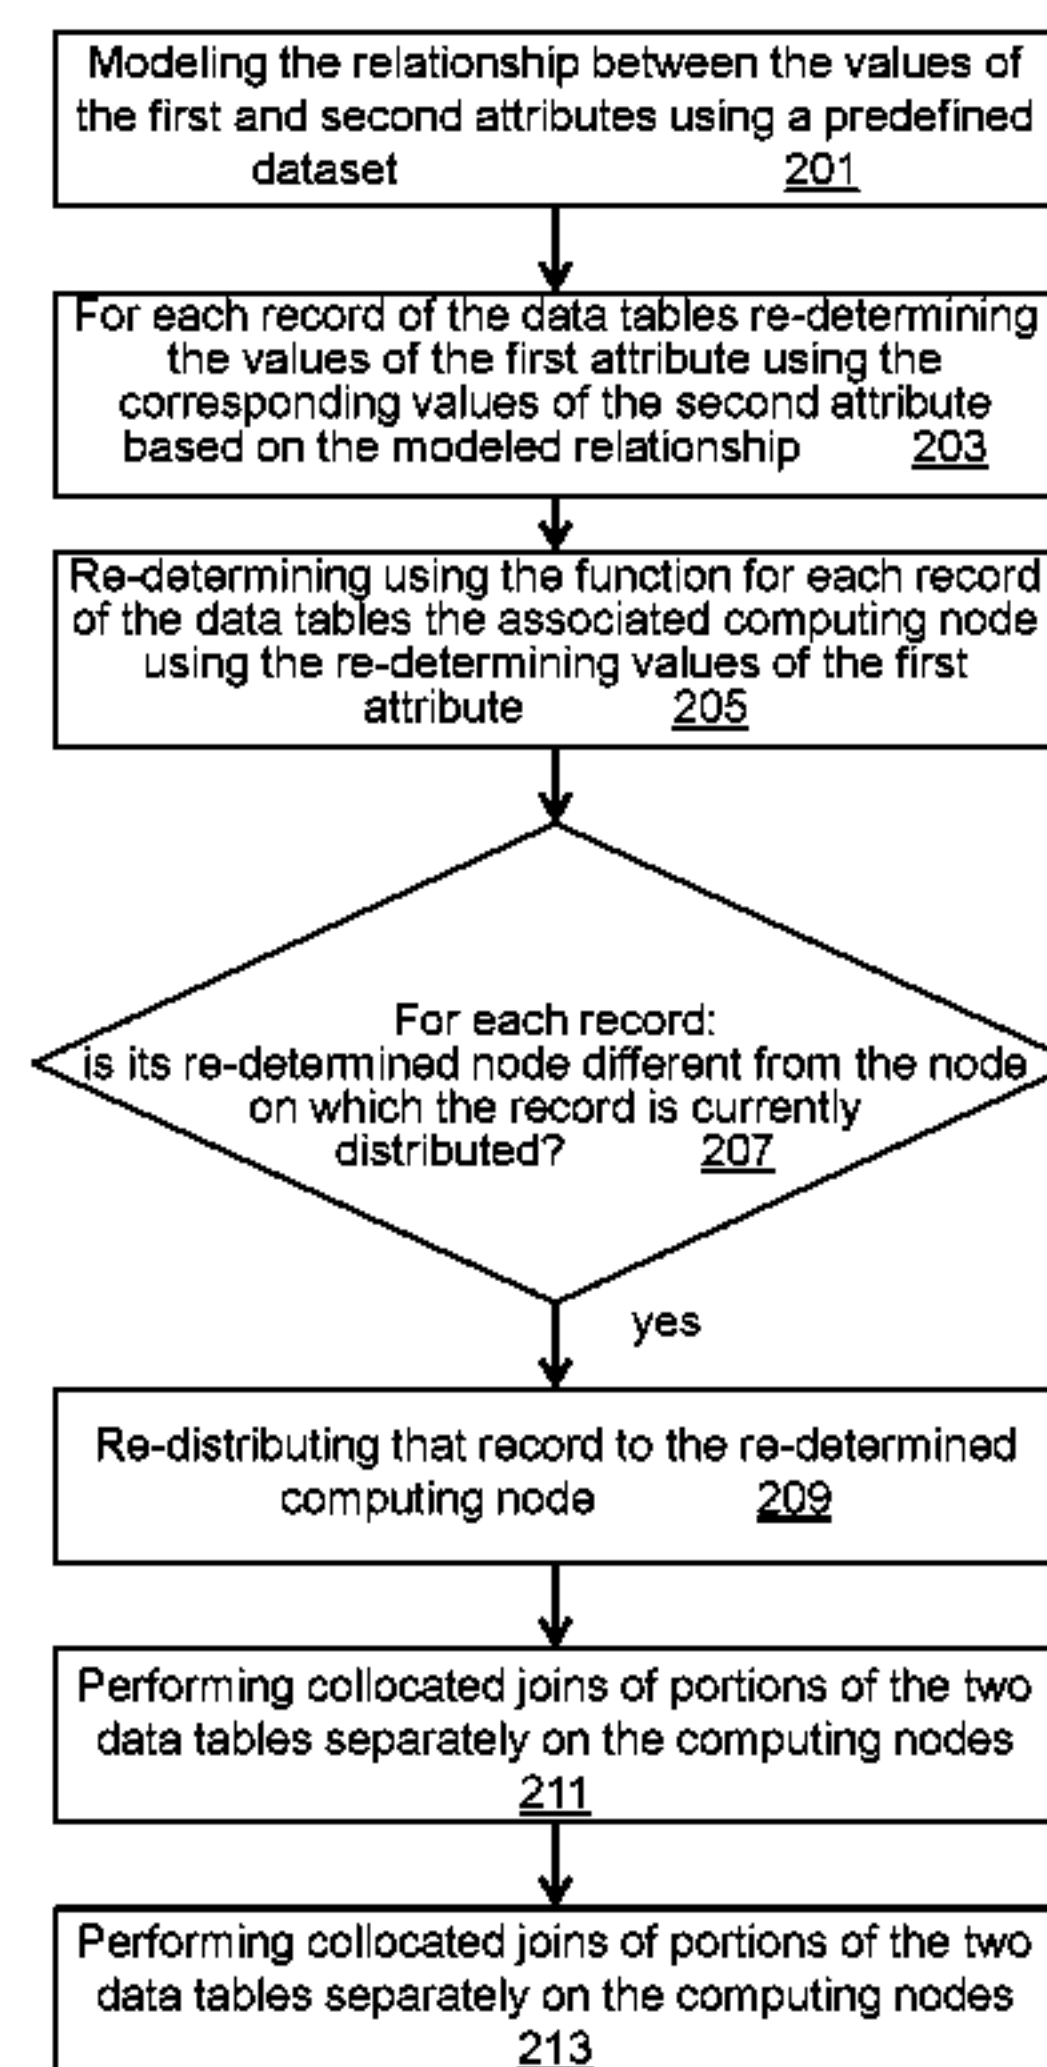 Modeling the relationship between the values of
the first and second attributes using a predefined
dataset 201
For each record of the data tables re-determining
the values of the first attribute using the
corresponding values of the second attribute
based on the modeled relationship 203
Re-determining using the function for each record
of the data tables the associated computing node
using the re-determining values of the first
attribute 205
For each record:
is its re-determined node different from the node
on which the record is currently
distributed? 207
yes
Re-distributing that record to the re-determined
computing node 209
Performing collocated joins of portions of the two
data tables separately on the computing nodes
211
Performing collocated joins of portions of the two
data tables separately on the computing nodes
213